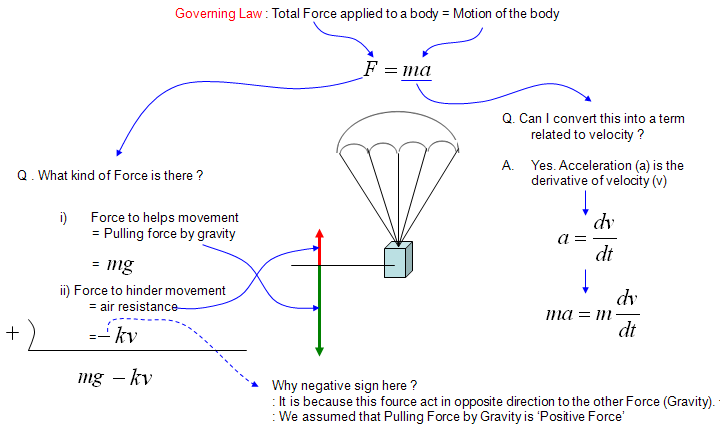 Governing Law : Total Force applied to a body = Motion of the body
F = ma
Q. Can I convert this into a term
related to velocity ?
A. Yes. Acceleration (a) is the
derivative of velocity (v)
a = dv/dt
ma = m dv/dt
Q . What kind of Force is there ?
i) Force to helps movement
= Pulling force by gravity
= mg
ii) Force to hinder movement
= air resistance
+ ) =-kv
mg - kv
Why negative sign here ?
: It is because this fource act in opposite direction to the other Force (Gravity).
: We assumed that Pulling Force by Gravity is ‘Positive Force’